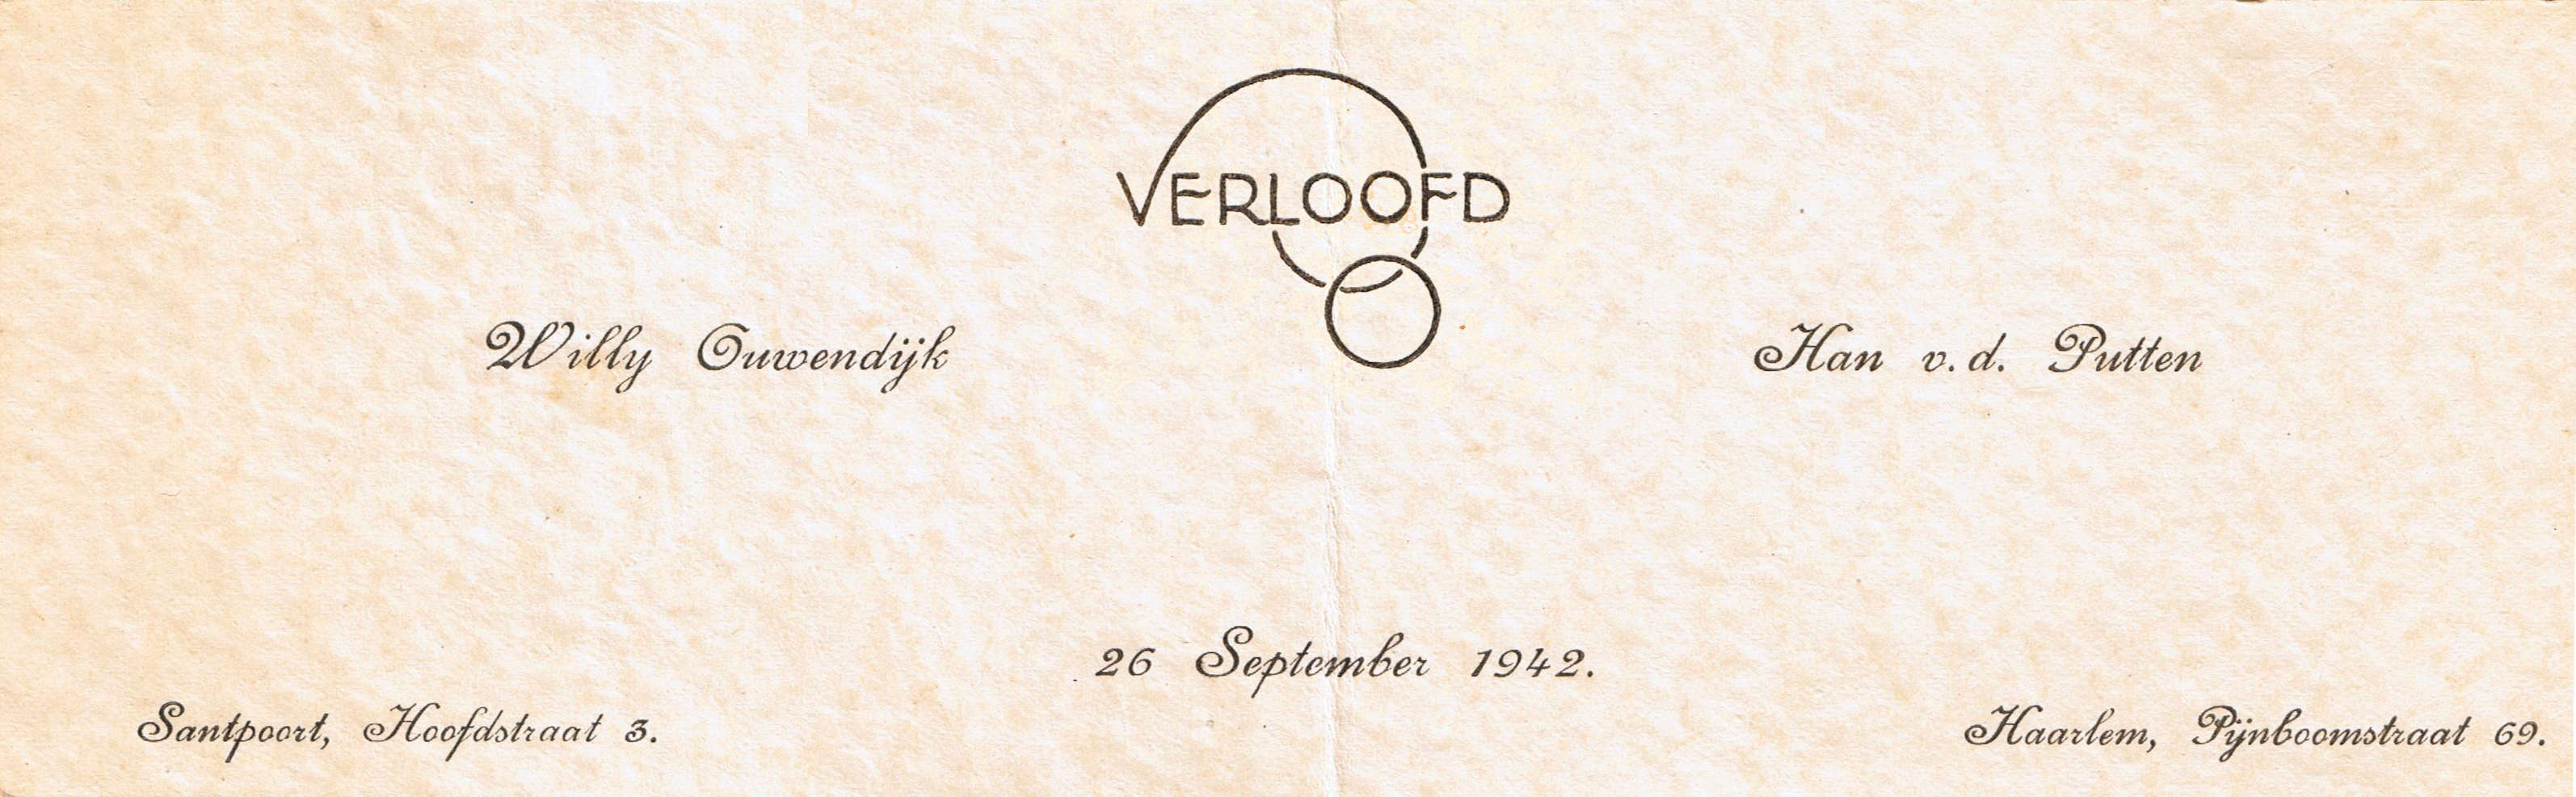 VERLOOFD
Willy Ouwendijk
Han v. d. Putten
26 September 1942.
Santpoort, Hoofdstraat 3.
Haarlem, Pijnboomstraat 69.